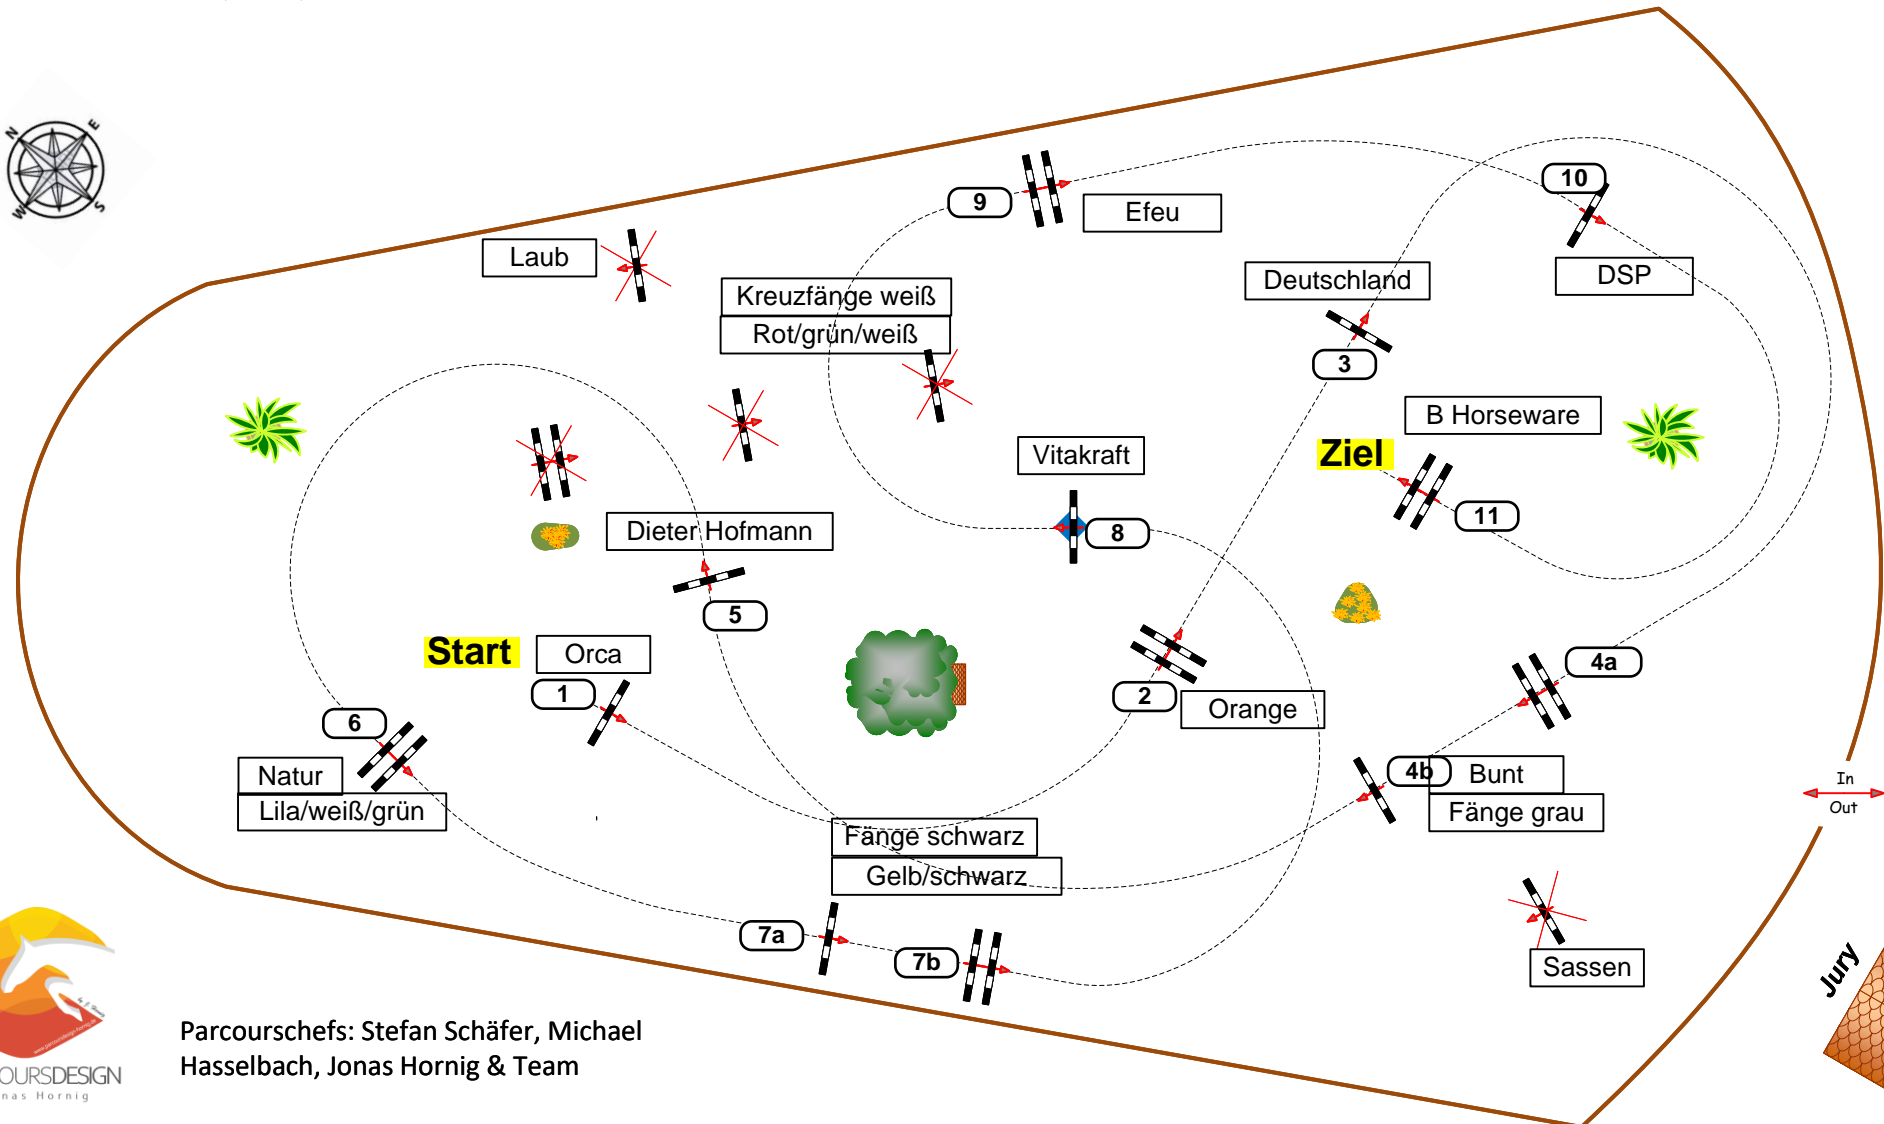 N
E
W
S
9
Efeu
10
DSP
Laub
Kreuzfänge weiß
Rot/grün/weiß
Deutschland
3
B Horseware
Vitakraft
Ziel
11
8
Dieter Hofmann
5
Start
Orca
1
2
Orange
4a
6
Natur
Lila/weiß/grün
4b
Bunt
Fänge grau
In
Out
Fänge schwarz
Gelb/schwarz
7a
7b
Sassen
Jury
Parcourschefs: Stefan Schäfer, Michael
Hasselbach, Jonas Hornig & Team
OURSDESIGN
nas Hornig